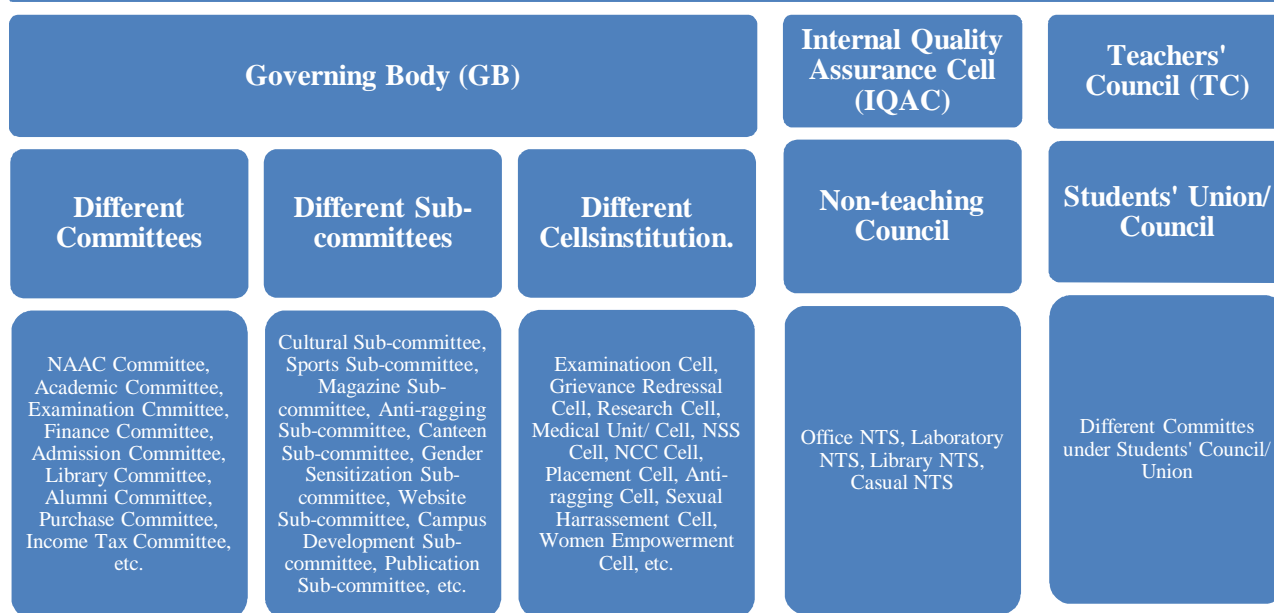 Governing Body (GB)
Internal Quality
Assurance Cell
(IQAC)
Teachers'
Council (TC)
Different
Committees
Different Sub-
committees
Different
Cellsinstitution.
Non-teaching
Council
Students' Union/
Council
NAAC Committee,
Academic Committee,
Examination Cmmittee,
Finance Committee,
Admission Committee,
Library Committee,
Alumni Committee,
Purchase Committee,
Income Tax Committee,
etc.
Cultural Sub-committee,
Sports Sub-committee,
Magazine Sub-
committee, Anti-ragging
Sub-committee, Canteen
Sub-committee, Gender
Sensitization Sub-
committee, Website
Sub-committee, Campus
Development Sub-
committee, Publication
Sub-committee, etc.
Examinatioon Cell,
Grievance Redressal
Cell, Research Cell,
Medical Unit/ Cell, NSS
Cell, NCC Cell,
Placement Cell, Anti-
ragging Cell, Sexual
Harrassement Cell,
Women Empowerment
Cell, etc.
Office NTS, Laboratory
NTS, Library NTS,
Casual NTS
Different Committes
under Students' Council/
Union